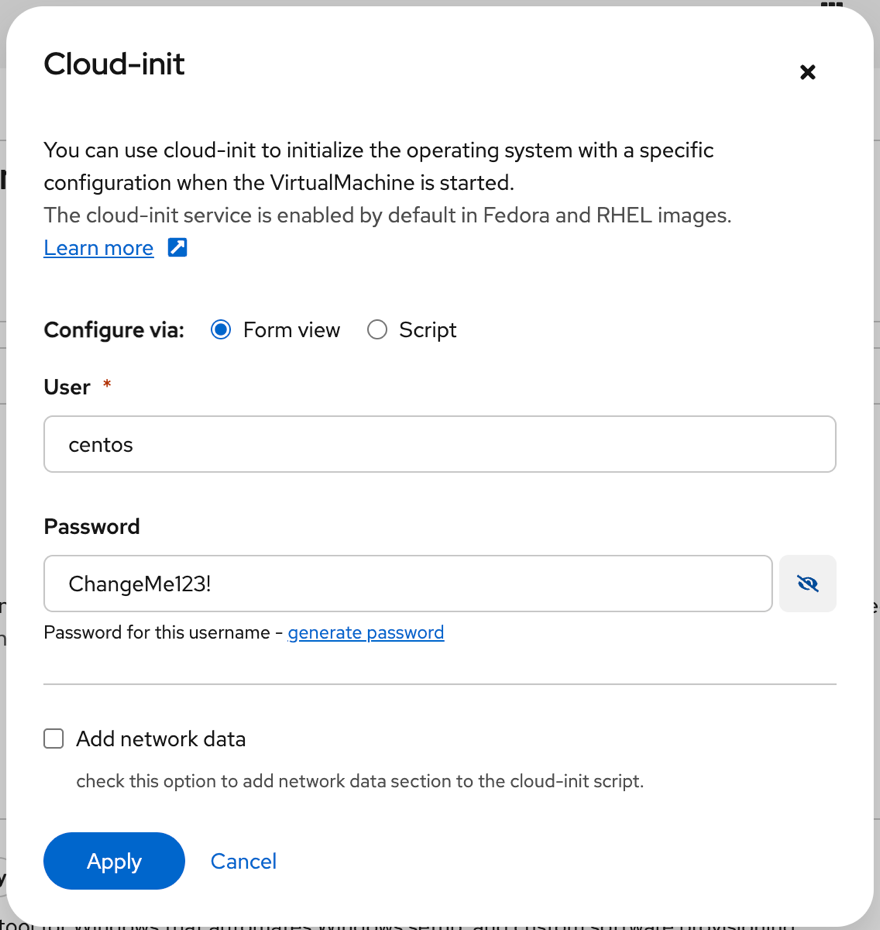 Cloud-init
You can use cloud-init to initialize the operating system with a specific
configuration when the VirtualMachine is started.
The cloud-init service is enabled by default in Fedora and RHEL images.
Learn more
Configure via: Form view Script
User *
centos
Password
ChangeMe123!
Password for this username - generate password
Add network data
check this option to add network data section to the cloud-init script.
Apply Cancel